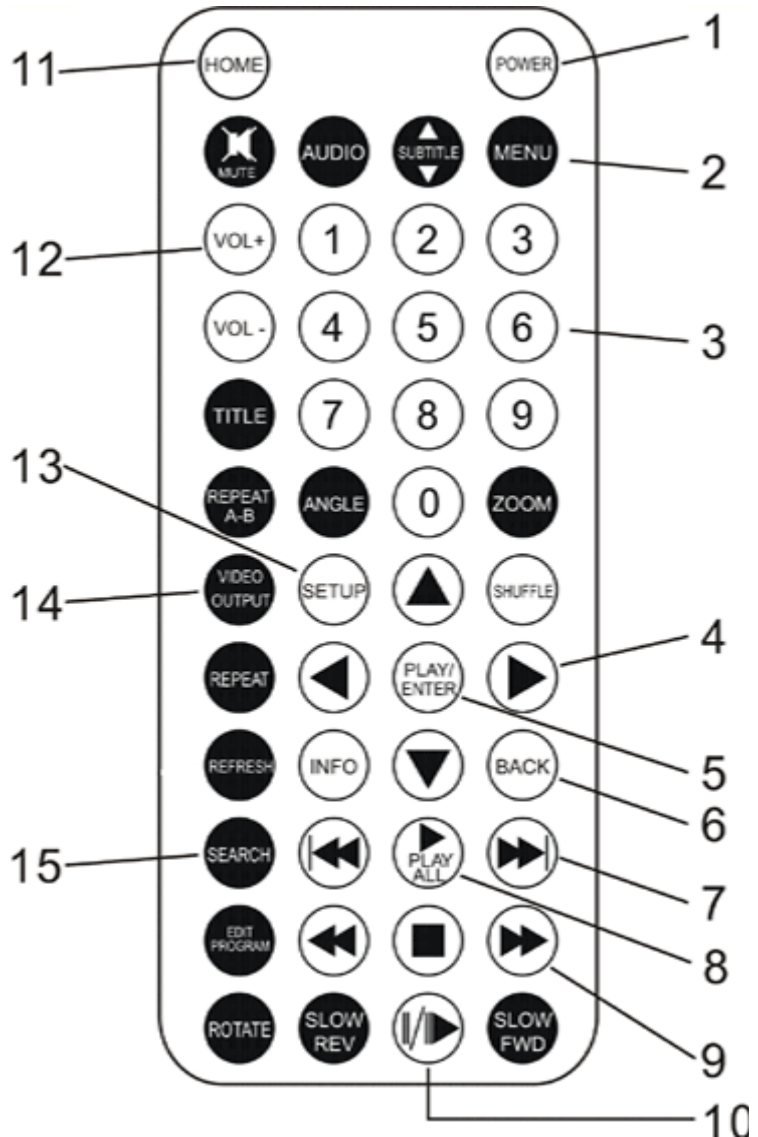 1
11
HOME
POWER
MUTE
AUDIO
SUBTITLE
MENU
2
VOL+
1
2
3
12
VOL -
4
5
6
3
TITLE
7
8
9
13
REPEAT
A-B
ANGLE
0
ZOOM
VIDEO
OUTPUT
SETUP
SHUFFLE
14
4
REPEAT
PLAY/
ENTER
5
REFRESH
INFO
BACK
6
15
SEARCH
PLAY
ALL
7
EDIT
PROGRAM
8
9
ROTATE
SLOW
REV
SLOW
FWD
10